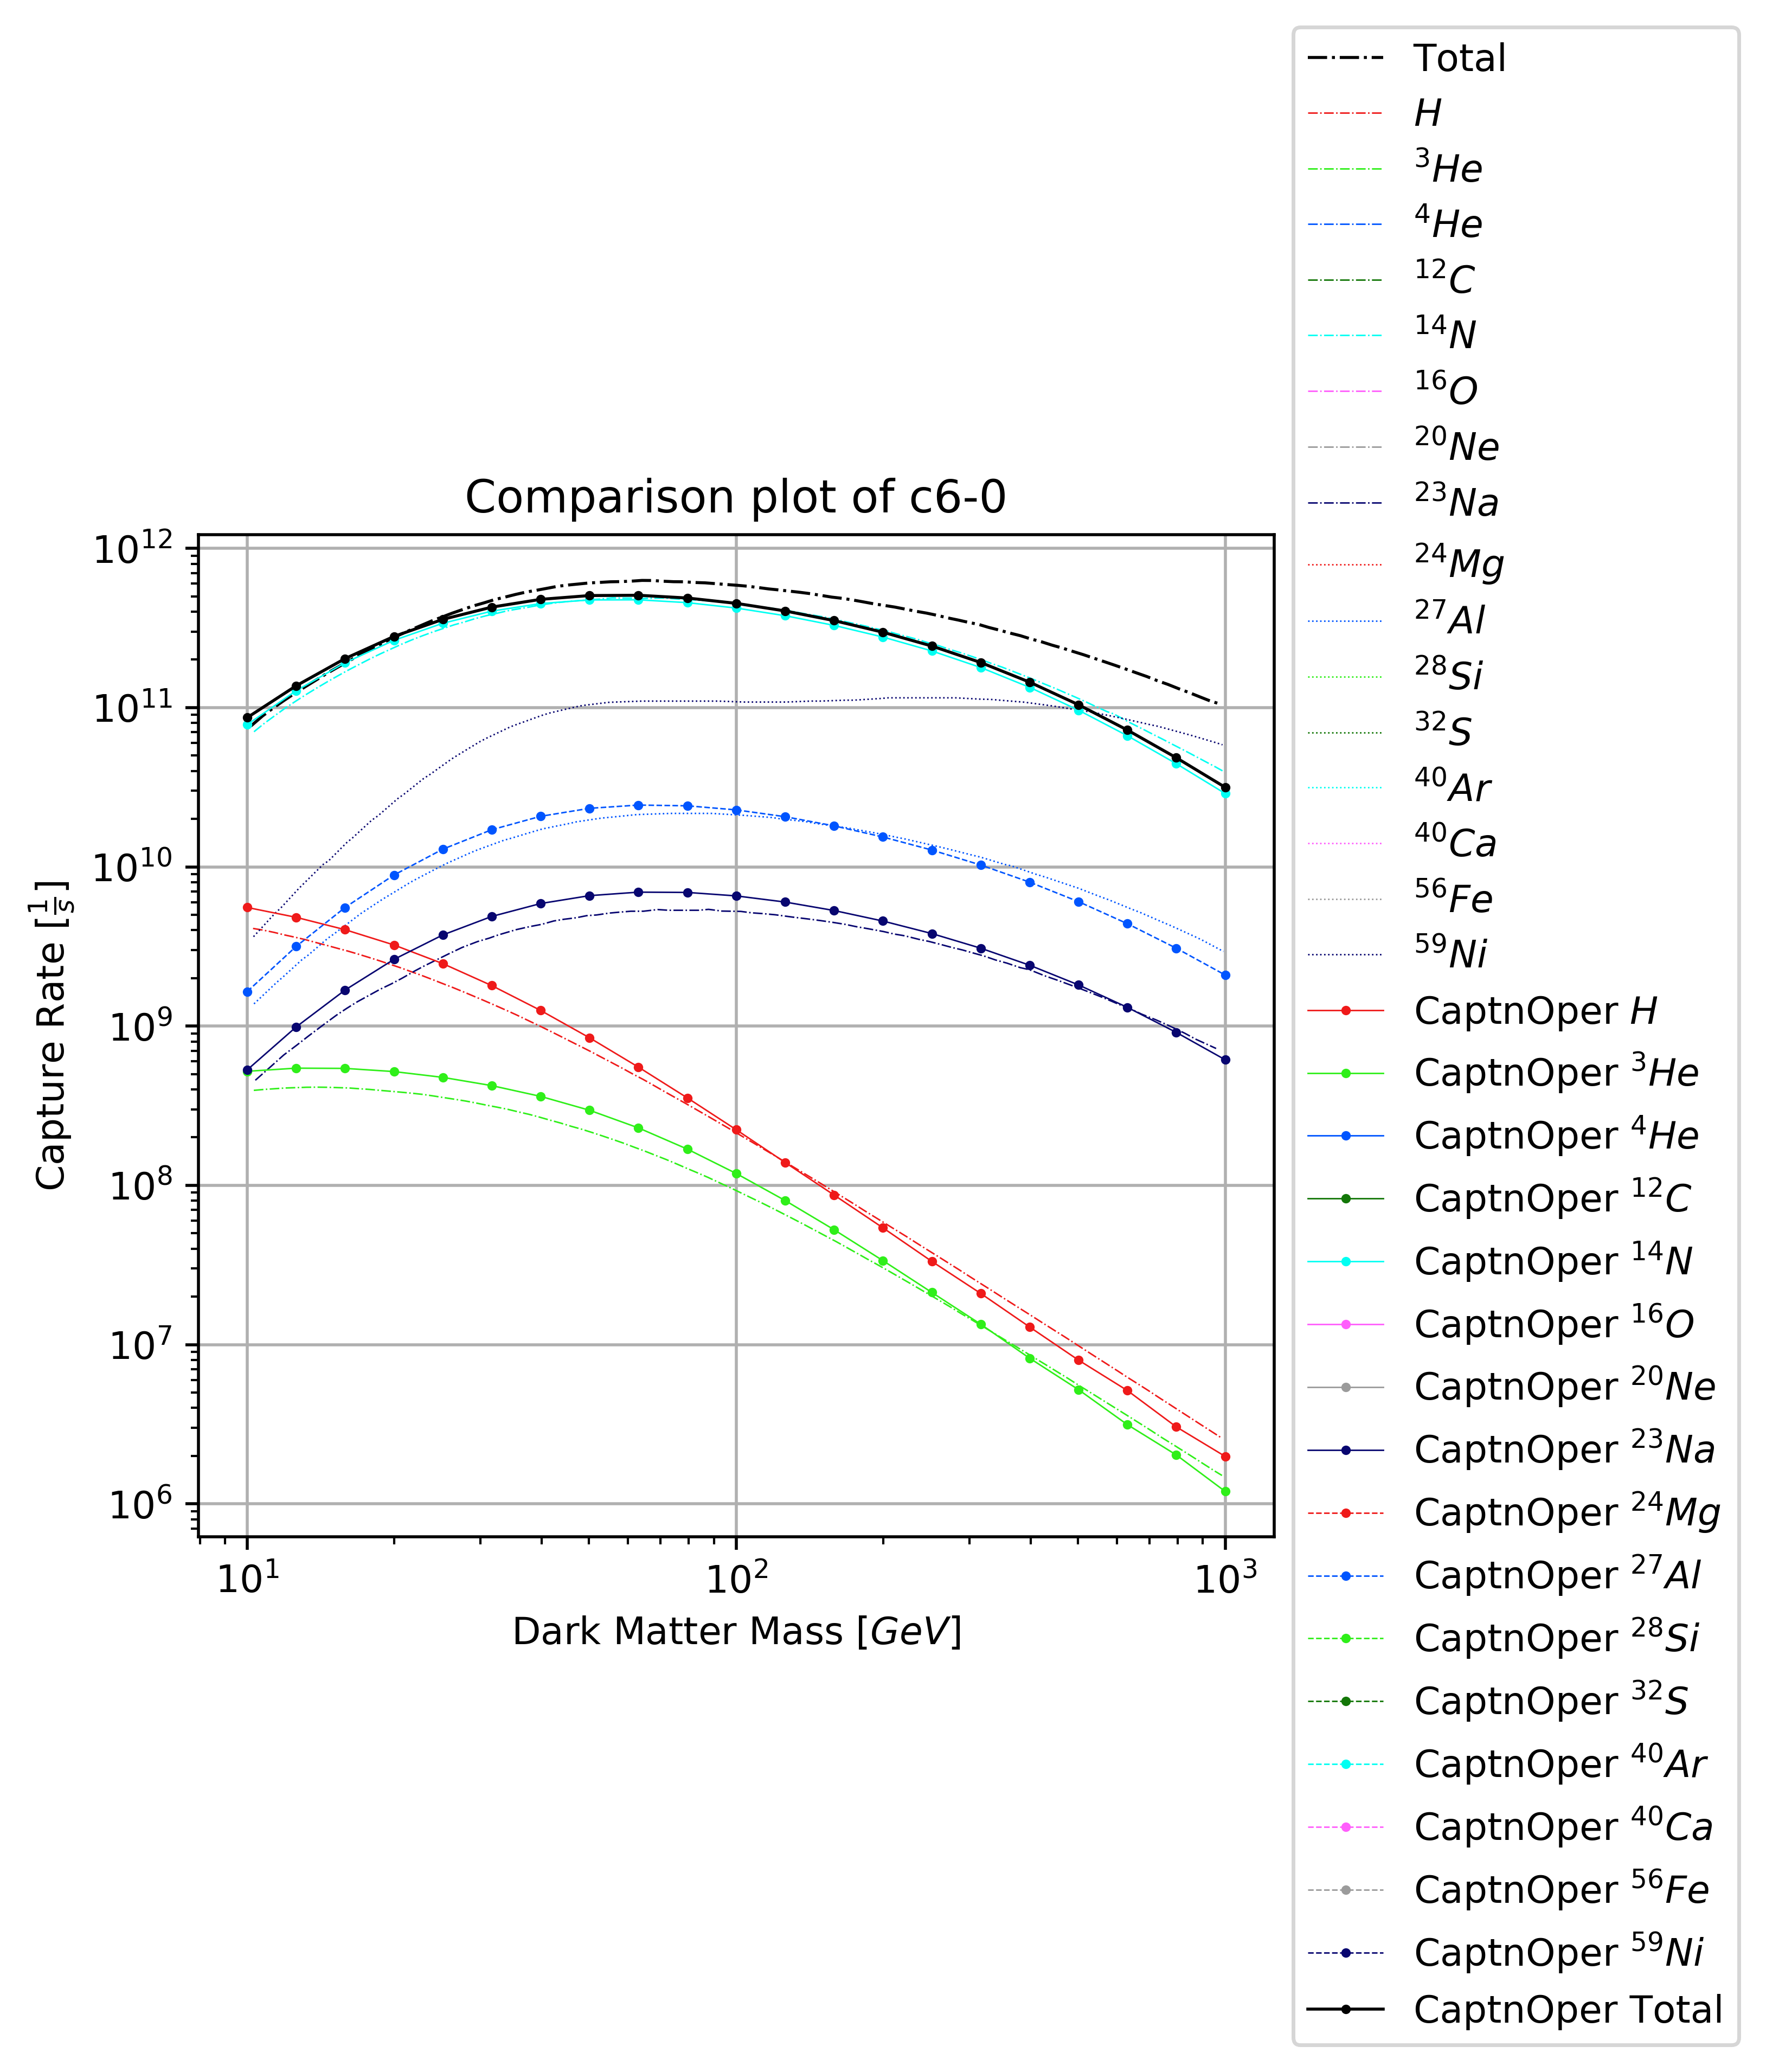 Comparison plot of c6-0
Capture Rate [1/s]
10^12
10^11
10^10
10^9
10^8
10^7
10^6
10^1 10^2 10^3
Dark Matter Mass [GeV]
Total
H
^3He
^4He
^12C
^14N
^16O
^20Ne
^23Na
^24Mg
^27Al
^28Si
^32S
^40Ar
^40Ca
^56Fe
^59Ni
CaptnOper H
CaptnOper ^3He
CaptnOper ^4He
CaptnOper ^12C
CaptnOper ^14N
CaptnOper ^16O
CaptnOper ^20Ne
CaptnOper ^23Na
CaptnOper ^24Mg
CaptnOper ^27Al
CaptnOper ^28Si
CaptnOper ^32S
CaptnOper ^40Ar
CaptnOper ^40Ca
CaptnOper ^56Fe
CaptnOper ^59Ni
CaptnOper Total